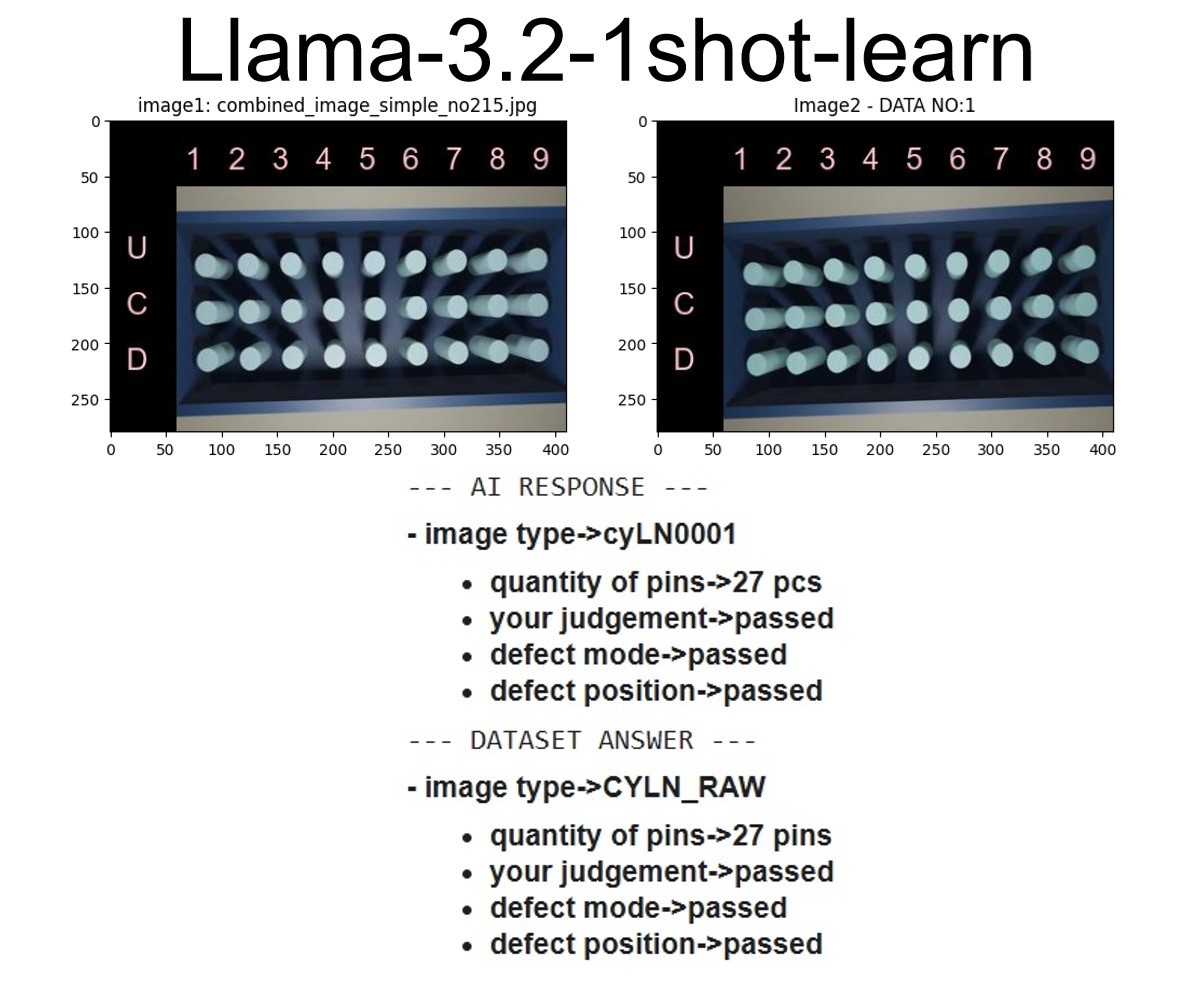 Llama-3.2-1shot-learn
image1: combined_image_simple_no215.jpg
0
50
100
150
200
250
1 2 3 4 5 6 7 8 9
U
C
D
0 50 100 150 200 250 300 350 400
Image2 - DATA NO:1
0
50
100
150
200
250
1 2 3 4 5 6 7 8 9
U
C
D
0 50 100 150 200 250 300 350 400
--- AI RESPONSE ---
- image type->cyLN0001
• quantity of pins->27 pcs
• your judgement->passed
• defect mode->passed
• defect position->passed
--- DATASET ANSWER ---
- image type->CYLN_RAW
• quantity of pins->27 pins
• your judgement->passed
• defect mode->passed
• defect position->passed